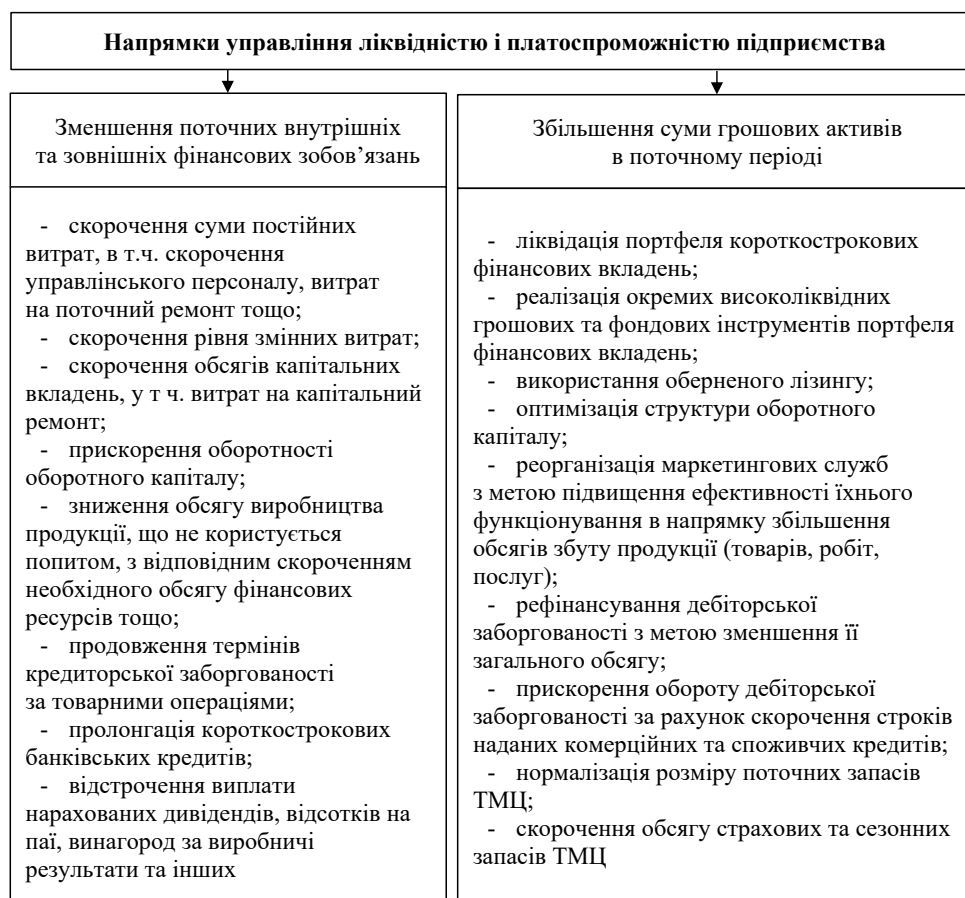 Напрямки управління ліквідністю і платоспроможністю підприємства
Зменшення поточних внутрішніх
та зовнішніх фінансових зобов’язань
- скорочення суми постійних
витрат, в т.ч. скорочення
управлінського персоналу, витрат
на поточний ремонт тощо;
- скорочення рівня змінних витрат;
- скорочення обсягів капітальних
вкладень, у т ч. витрат на капітальний
ремонт;
- прискорення оборотності
оборотного капіталу;
- зниження обсягу виробництва
продукції, що не користується
попитом, з відповідним скороченням
необхідного обсягу фінансових
ресурсів тощо;
- продовження термінів
кредиторської заборгованості
за товарними операціями;
- пролонгація короткострокових
банківських кредитів;
- відстрочення виплати
нарахованих дивідендів, відсотків на
паї, винагород за виробничі
результати та інших
Збільшення суми грошових активів
в поточному періоді
- ліквідація портфеля короткострокових
фінансових вкладень;
- реалізація окремих високоліквідних
грошових та фондових інструментів портфеля
фінансових вкладень;
- використання оберненого лізингу;
- оптимізація структури оборотного
капіталу;
- реорганізація маркетингових служб
з метою підвищення ефективності їхнього
функціонування в напрямку збільшення
обсягів збуту продукції (товарів, робіт,
послуг);
- рефінансування дебіторської
заборгованості з метою зменшення її
загального обсягу;
- прискорення обороту дебіторської
заборгованості за рахунок скорочення строків
наданих комерційних та споживчих кредитів;
- нормалізація розміру поточних запасів
ТМЦ;
- скорочення обсягу страхових та сезонних
запасів ТМЦ